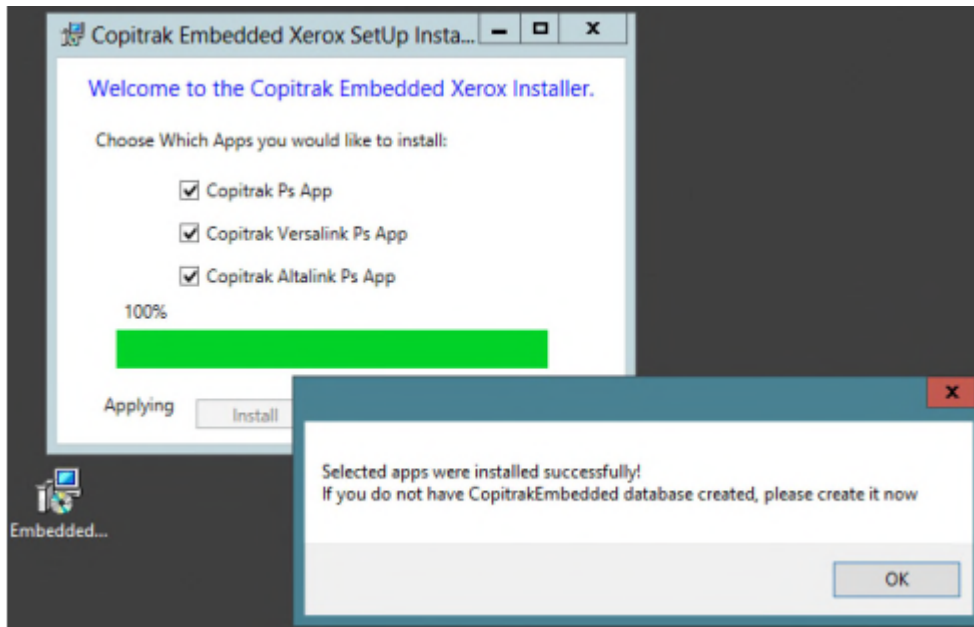 Copitrak Embedded Xerox SetUp Insta...
Welcome to the Copitrak Embedded Xerox Installer.
Choose Which Apps you would like to install:
Copitrak Ps App
Copitrak Versalink Ps App
Copitrak Altalink Ps App
100%
Applying
Install
Selected apps were installed successfully!
If you do not have CopitrakEmbedded database created, please create it now
OK
Embedded...